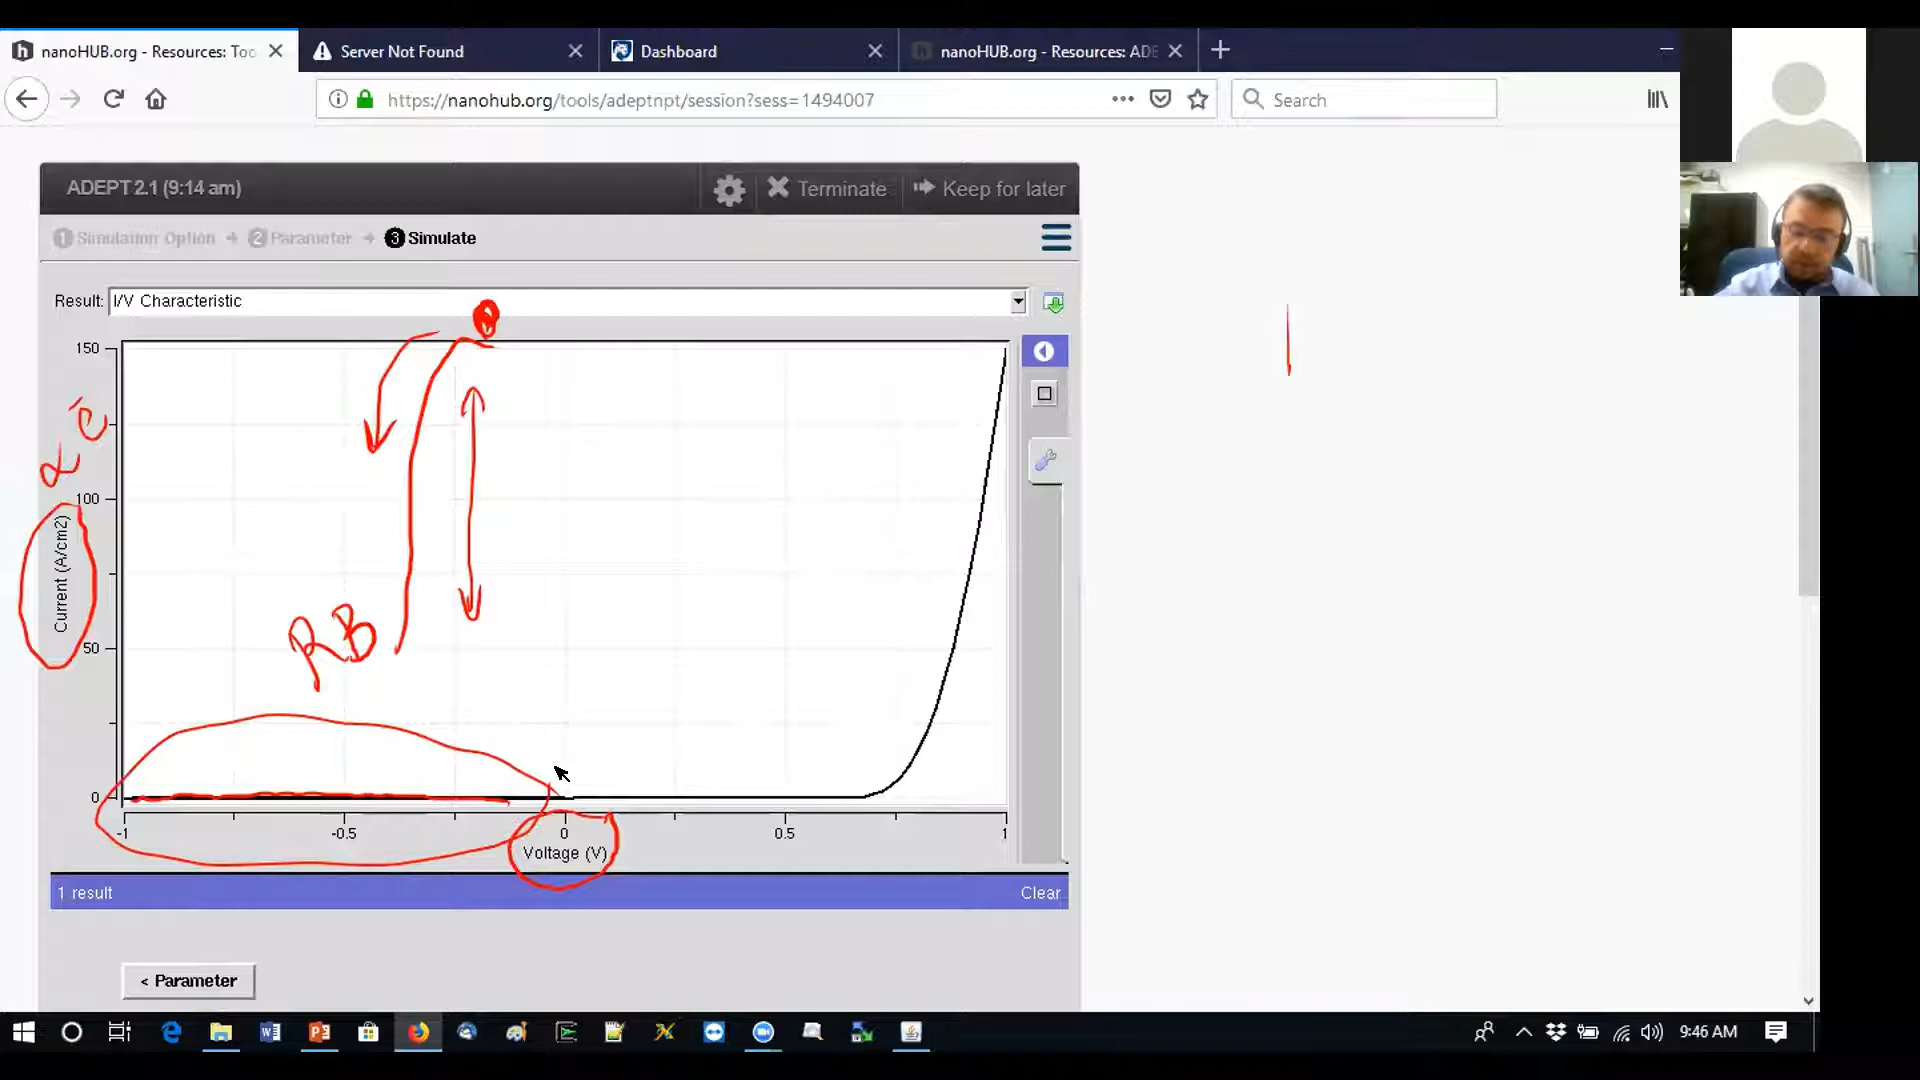 nanoHUB.org - Resources: Too
Server Not Found
Dashboard
nanoHUB.org - Resources: ADE
https://nanohub.org/tools/adeptnpt/session?sess=1494007
Search
ADEPT 2.1 (9:14 am)
Terminate
Keep for later
1 Simulation Option
2 Parameter
3 Simulate
Result: I/V Characteristic
150
100
50
0
Current (A/cm2)
RB
-1
-0.5
0
0.5
1
Voltage (V)
1 result
Clear
< Parameter
9:46 AM